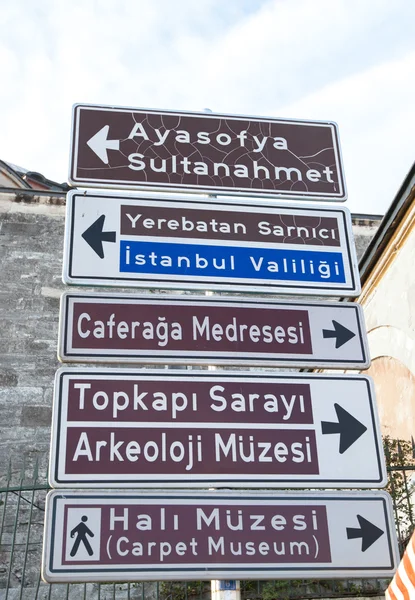 Ayasofya
Sultanahmet
Yerebatan Sarnıcı
İstanbul Valiliği
Caferağa Medresesi
Topkapı Sarayı
Arkeoloji Müzesi
Halı Müzesi
(Carpet Museum)